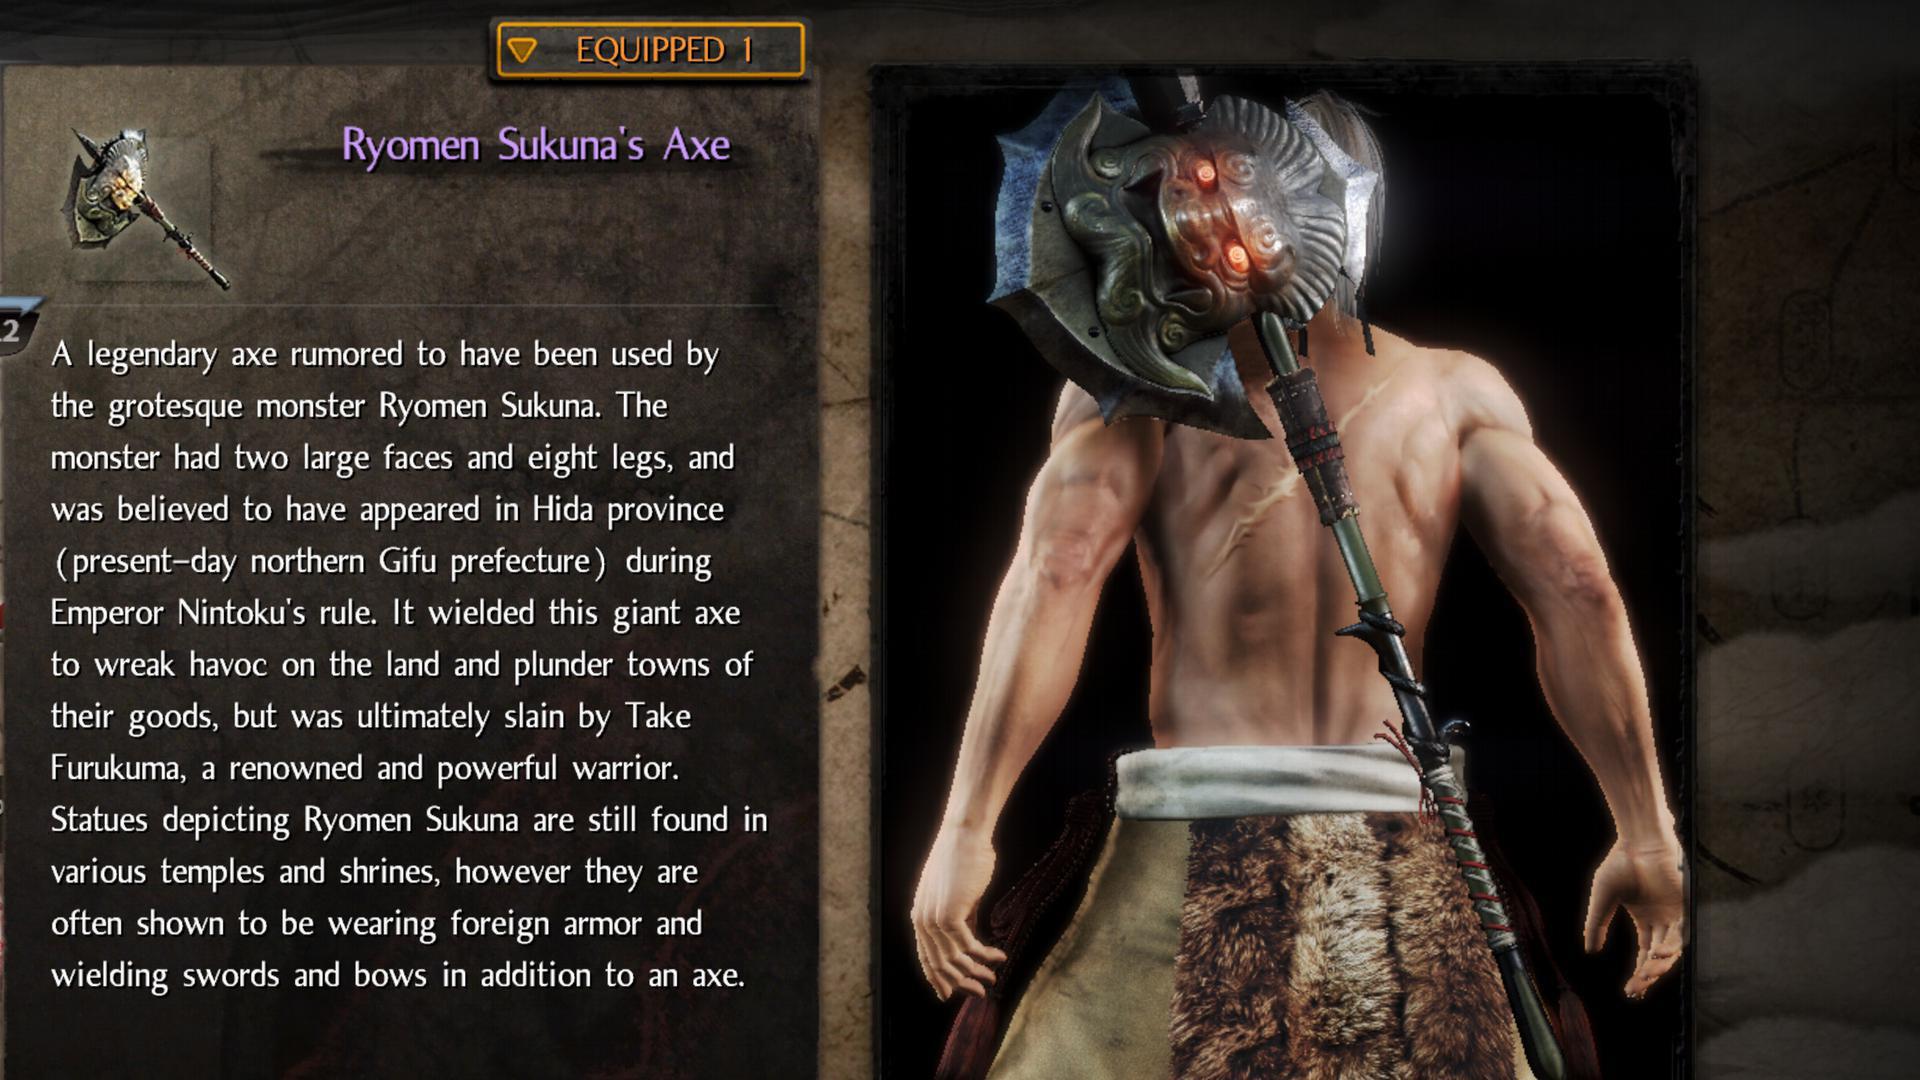 EQUIPPED 1
Ryomen Sukuna's Axe
A legendary axe rumored to have been used by
the grotesque monster Ryomen Sukuna. The
monster had two large faces and eight legs, and
was believed to have appeared in Hida province
(present-day northern Gifu prefecture) during
Emperor Nintoku's rule. It wielded this giant axe
to wreak havoc on the land and plunder towns of
their goods, but was ultimately slain by Take
Furukuma, a renowned and powerful warrior.
Statues depicting Ryomen Sukuna are still found in
various temples and shrines, however they are
often shown to be wearing foreign armor and
wielding swords and bows in addition to an axe.